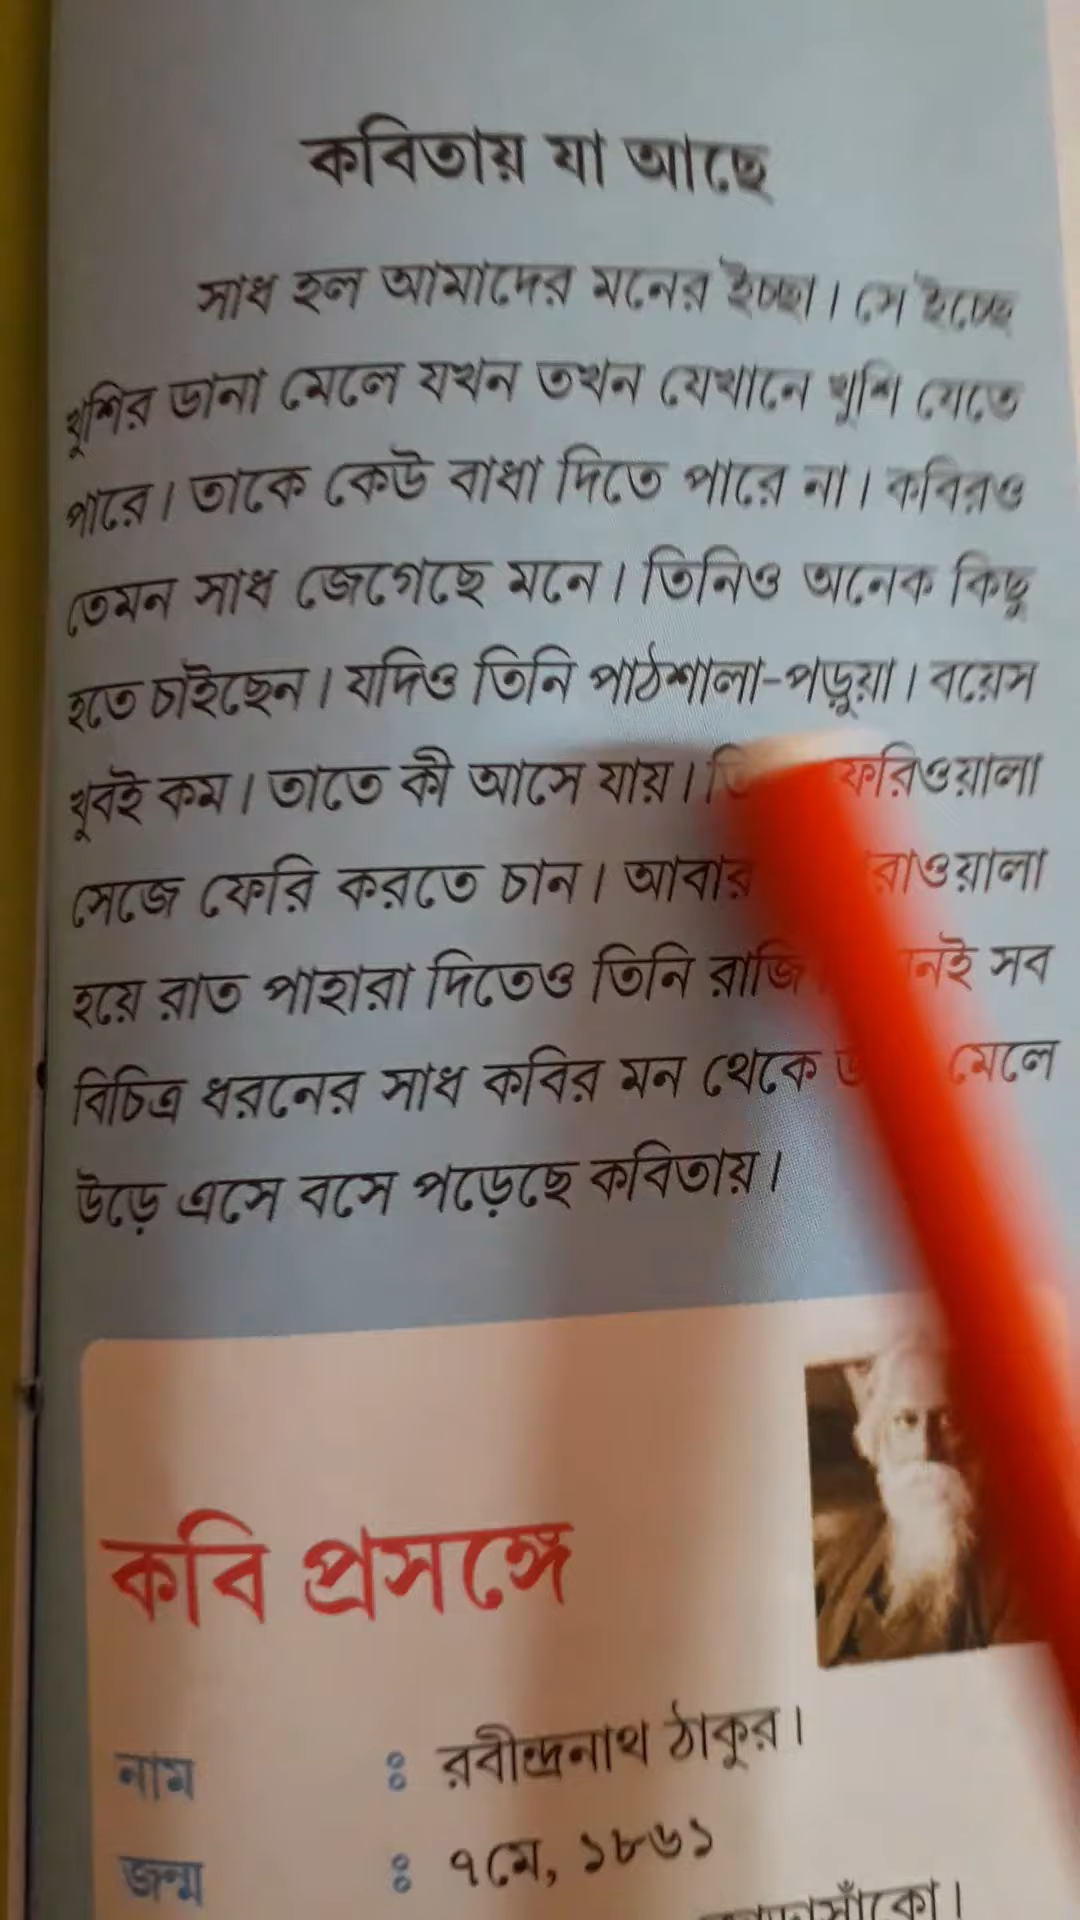 কবিতায় যা আছে
সাধ হল আমাদের মনের ইচ্ছা। সে ইচ্ছে
খুশির ডানা মেলে যখন তখন যেখানে খুশি যেতে
পারে। তাকে কেউ বাধা দিতে পারে না। কবিরও
তেমন সাধ জেগেছে মনে। তিনিও অনেক কিছু
হতে চাইছেন। যদিও তিনি পাঠশালা-পড়ুয়া। বয়েস
খুবই কম। তাতে কী আসে যায়।
সেজে ফেরি করতে চান। আবার
হয়ে রাত পাহারা দিতেও তিনি রাজি সব
বিচিত্র ধরনের সাধ কবির মন থেকে মেলে
উড়ে এসে বসে পড়েছে কবিতায়।
কবি প্রসঙ্গে
নাম : রবীন্দ্রনাথ ঠাকুর।
জন্ম : ৭মে, ১৮৬১